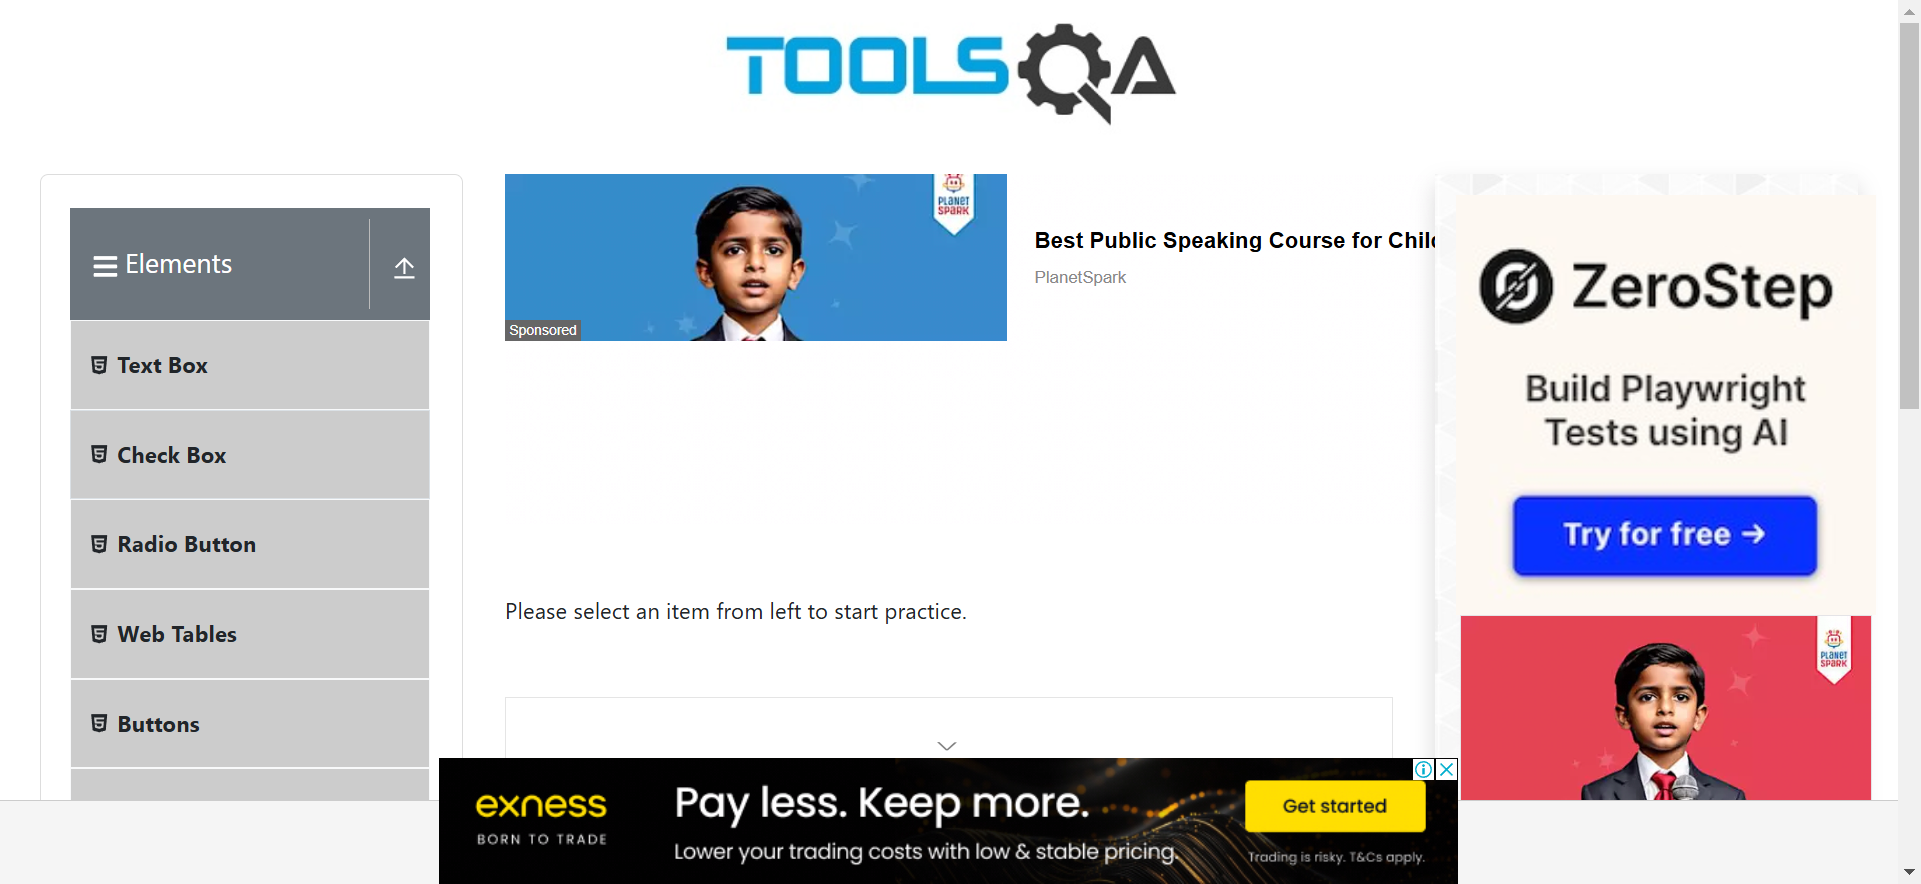 TOOLSQA
Elements
Text Box
Check Box
Radio Button
Web Tables
Buttons
PLANET
SPARK
Sponsored
Best Public Speaking Course for Chil
PlanetSpark
Please select an item from left to start practice.
ZeroStep
Build Playwright
Tests using AI
Try for free →
PLANET
SPARK
exness
BORN TO TRADE
Pay less. Keep more.
Lower your trading costs with low & stable pricing.
Get started
Trading is risky. T&Cs apply.